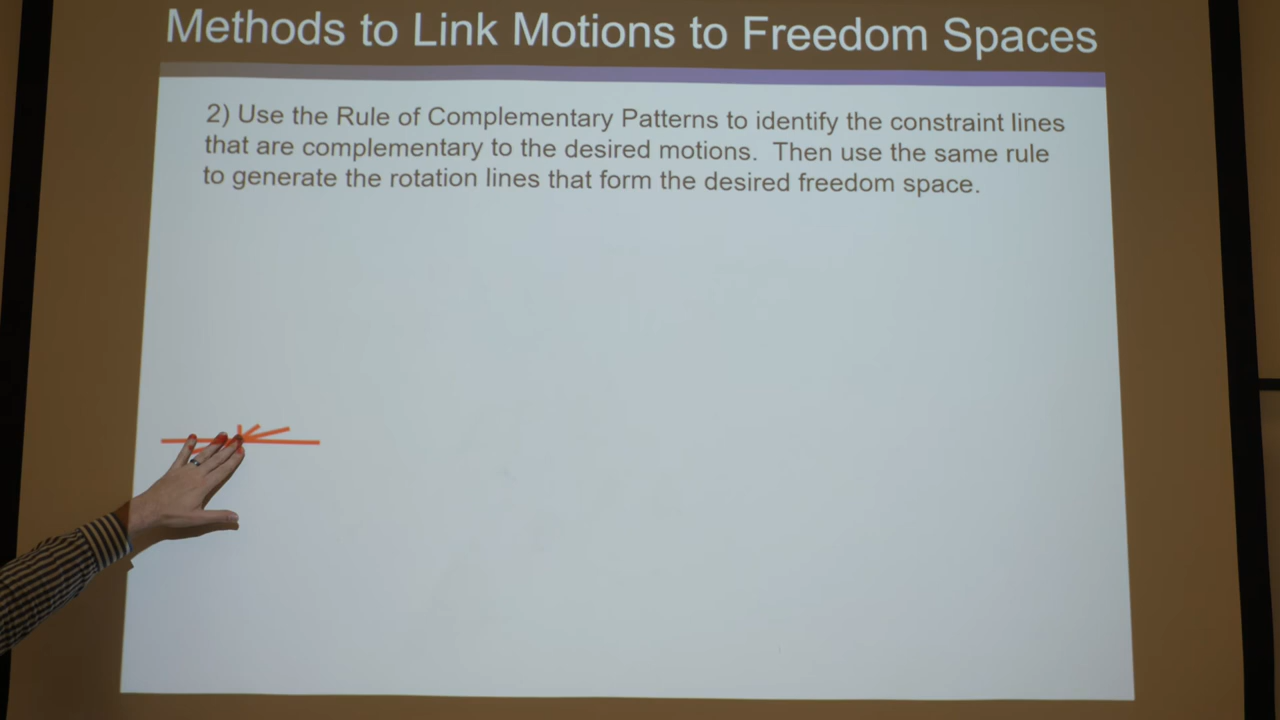 Methods to Link Motions to Freedom Spaces
2) Use the Rule of Complementary Patterns to identify the constraint lines
that are complementary to the desired motions. Then use the same rule
to generate the rotation lines that form the desired freedom space.